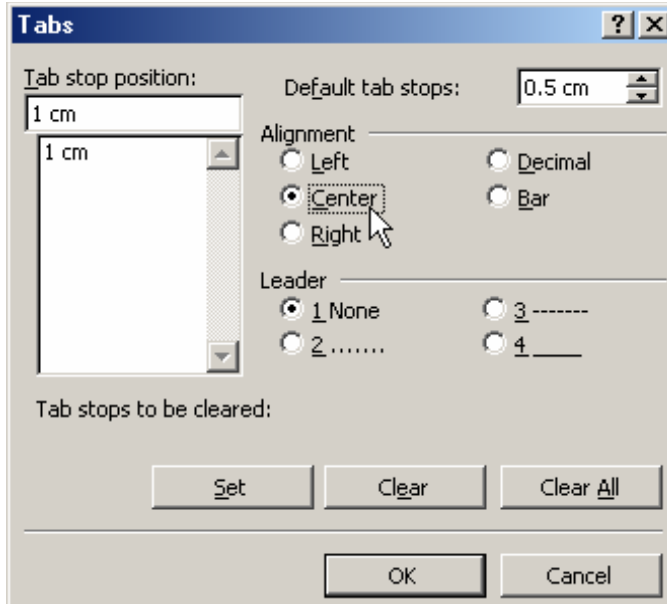 Tabs
Tab stop position:
Default tab stops:
0.5 cm
1 cm
1 cm
Alignment
Left
Decimal
Center
Bar
Right
Leader
1 None
3 -------
2 .......
4 ____
Tab stops to be cleared:
Set
Clear
Clear All
OK
Cancel